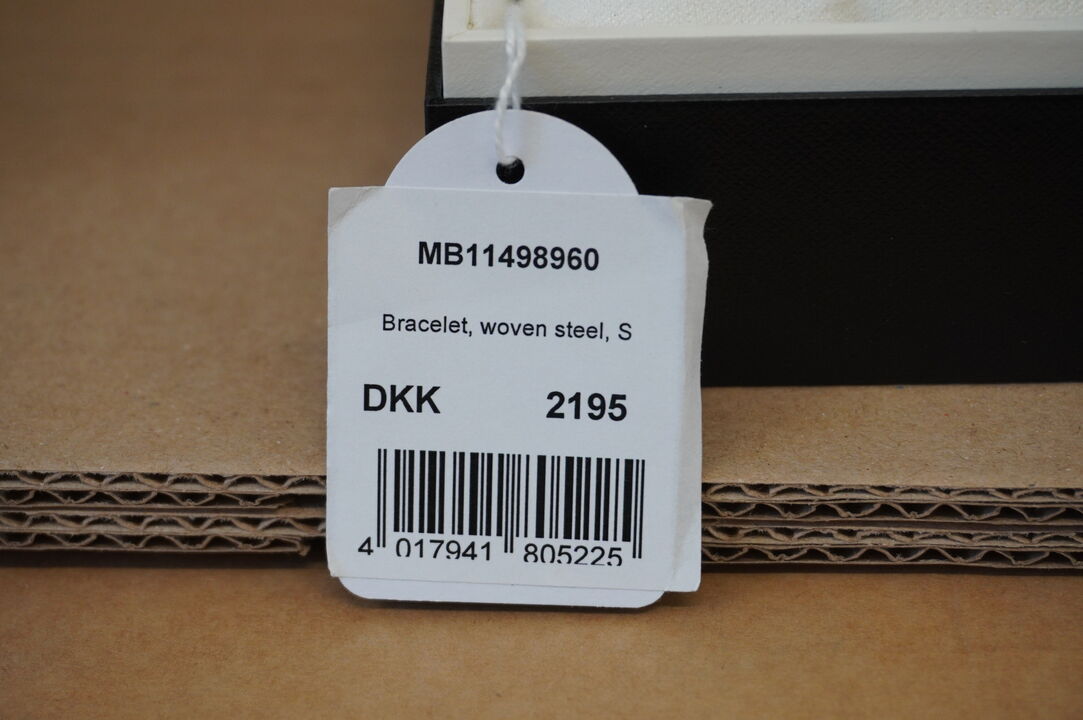 MB11498960
Bracelet, woven steel, S
DKK 2195
4 017941 805225